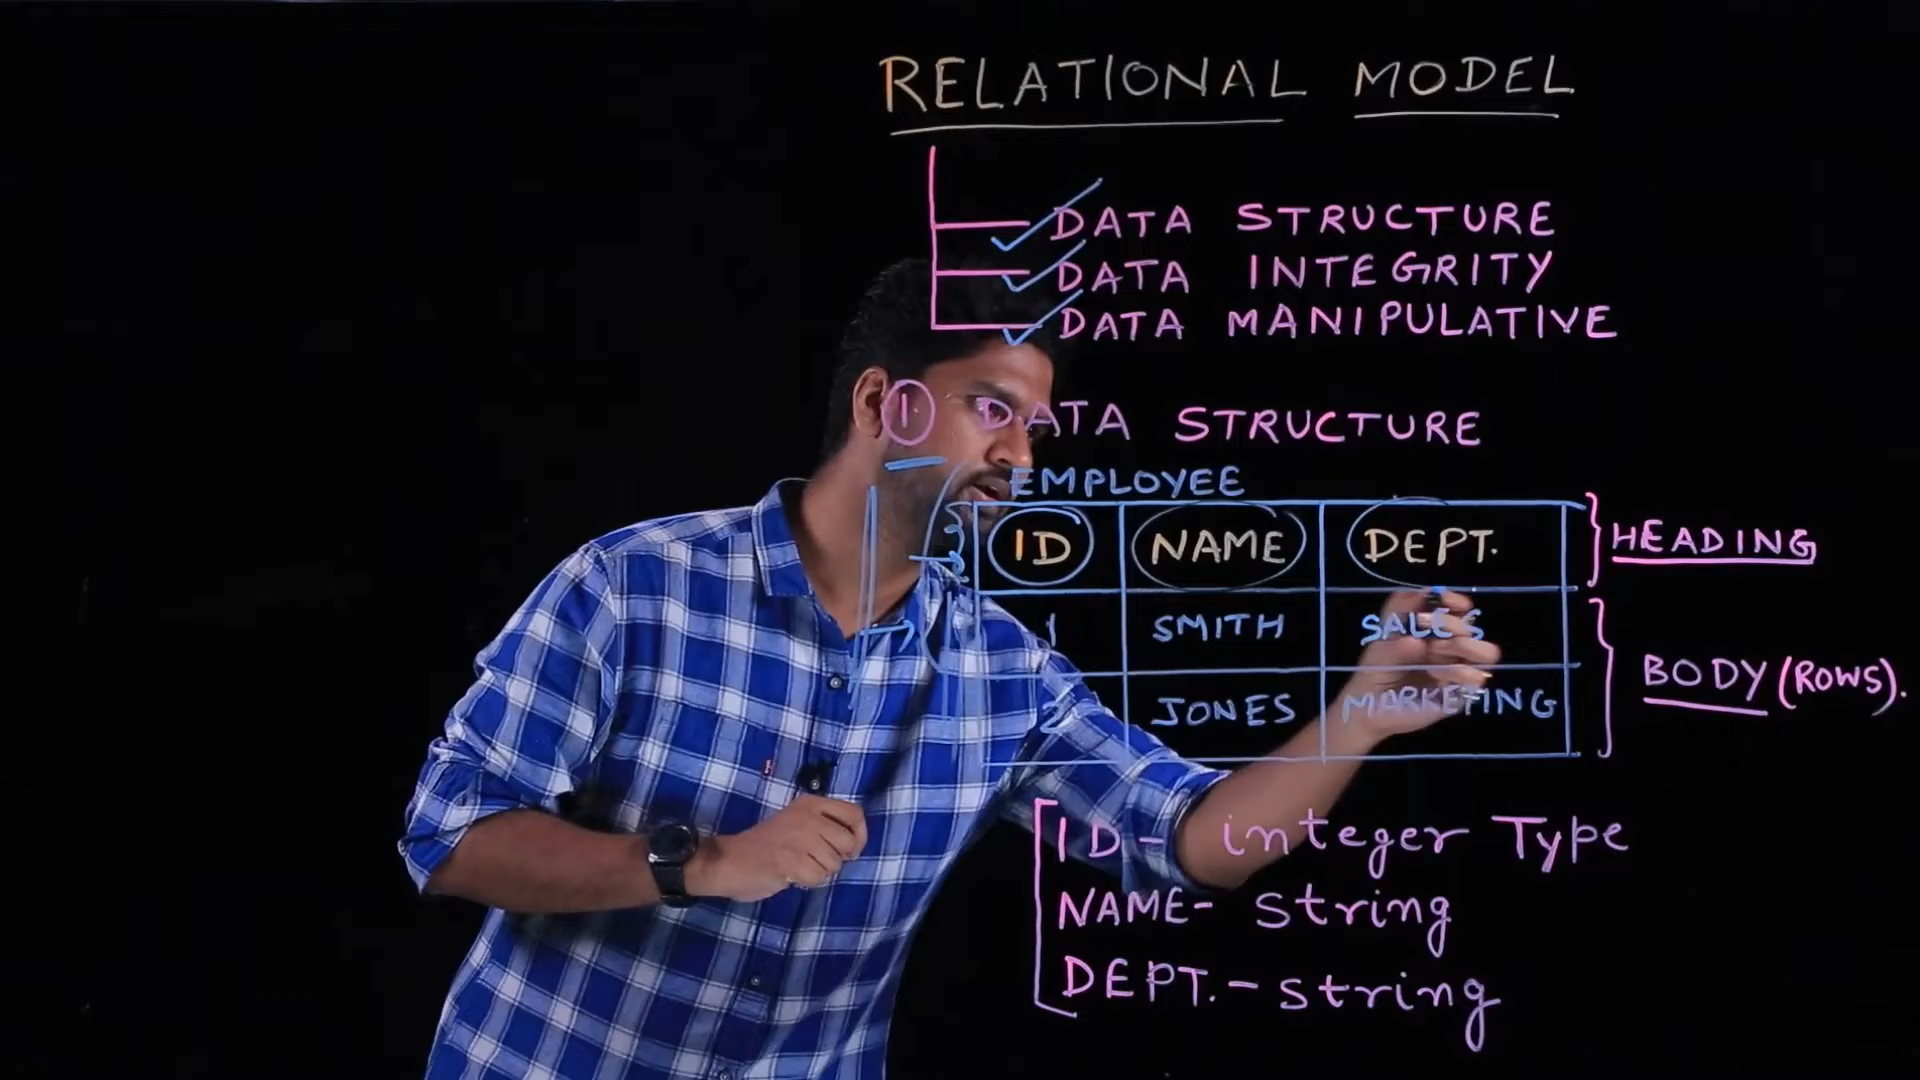 RELATIONAL MODEL
DATA STRUCTURE
DATA INTEGRITY
DATA MANIPULATIVE
1 DATA STRUCTURE
EMPLOYEE
ID NAME DEPT. HEADING
1 SMITH SALES
2 JONES MARKETING BODY (ROWS).
ID - integer Type
NAME - string
DEPT. - string